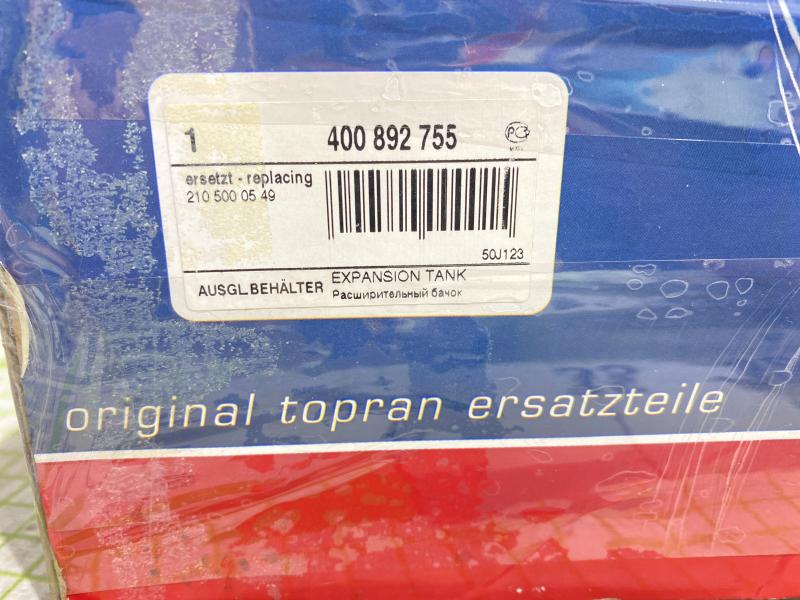 1 400 892 755
ersetzt - replacing
210 500 05 49
50J123
AUSGL.BEHÄLTER EXPANSION TANK
Расширительный бачок
original topran ersatzteile